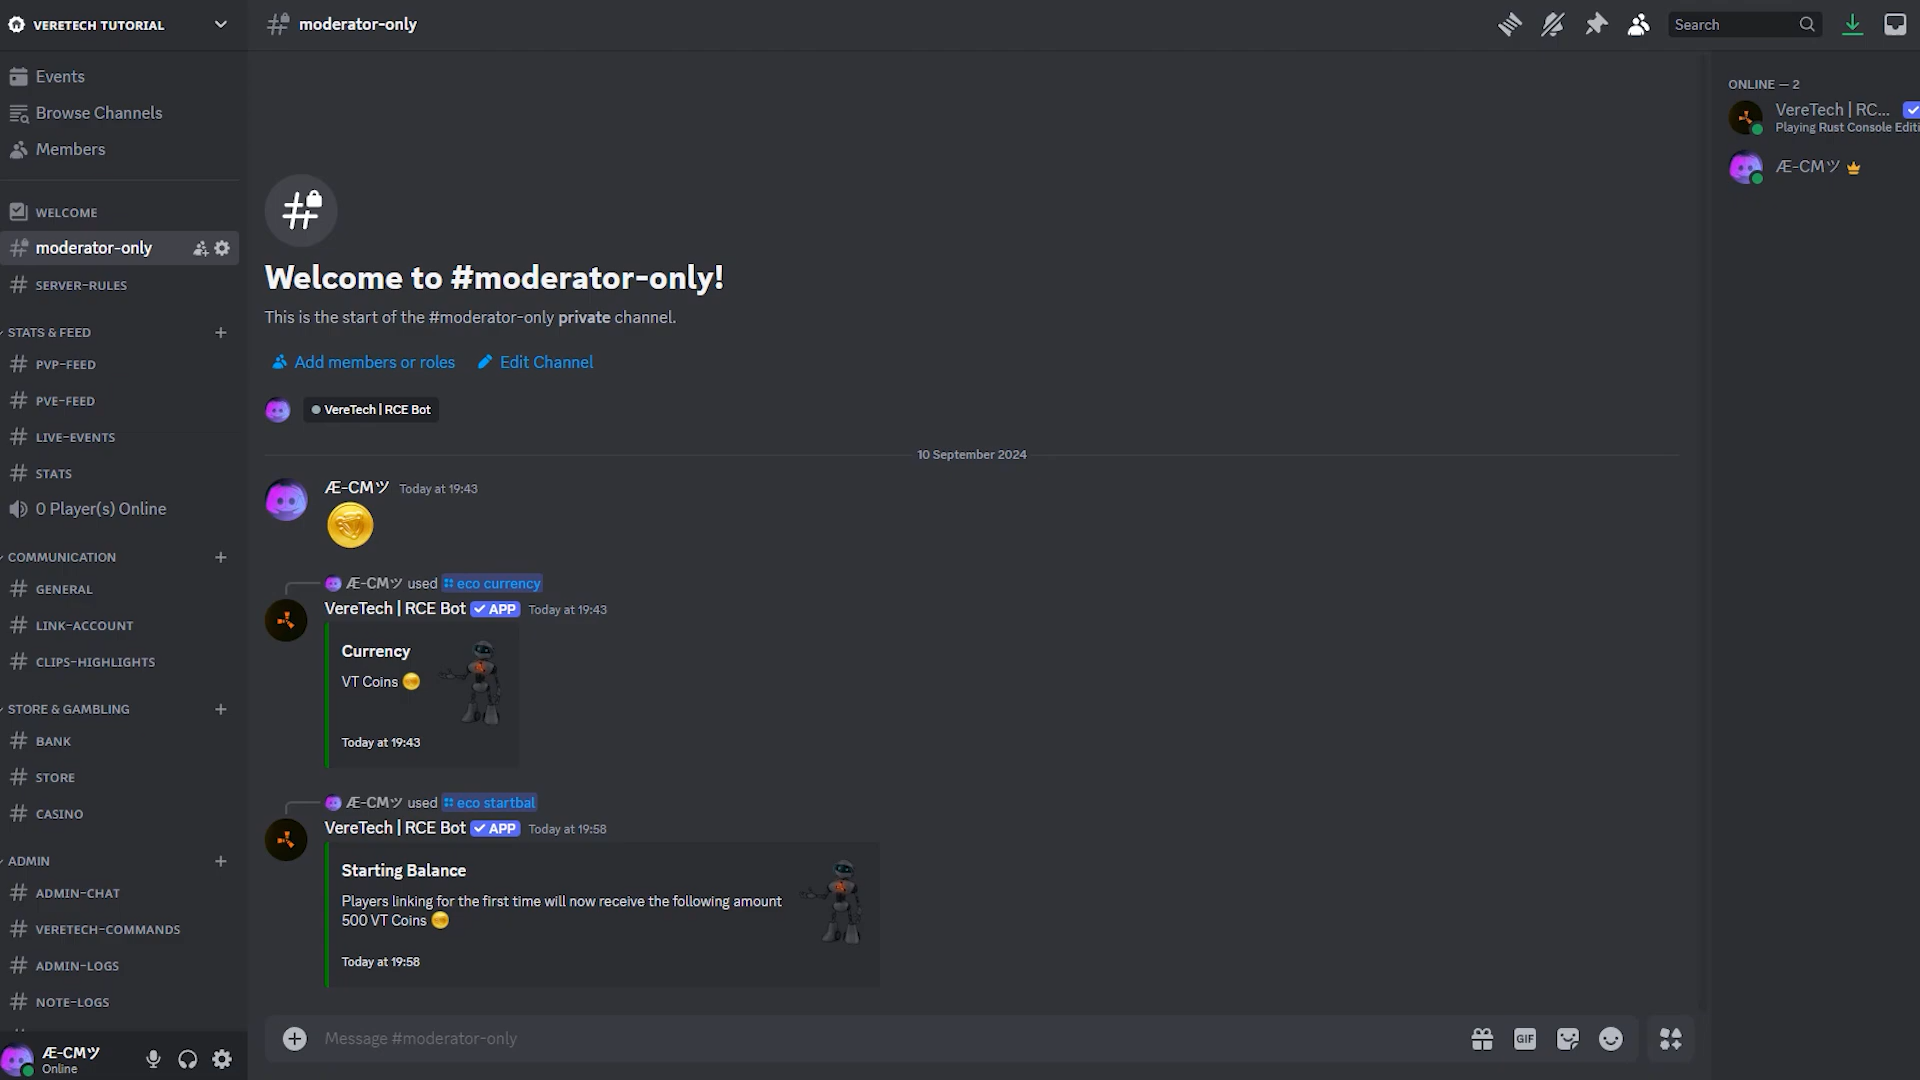 VERETECH TUTORIAL
moderator-only
Search
Events
Browse Channels
Members
WELCOME
moderator-only
SERVER-RULES
STATS & FEED
PVP-FEED
PVE-FEED
LIVE-EVENTS
STATS
0 Player(s) Online
COMMUNICATION
GENERAL
LINK-ACCOUNT
CLIPS-HIGHLIGHTS
STORE & GAMBLING
BANK
STORE
CASINO
ADMIN
ADMIN-CHAT
VERETECH-COMMANDS
ADMIN-LOGS
NOTE-LOGS
Æ-CMツ
Online
Welcome to #moderator-only!
This is the start of the #moderator-only private channel.
Add members or roles Edit Channel
VereTech | RCE Bot
10 September 2024
Æ-CMツ Today at 19:43
Æ-CMツ used eco currency
VereTech | RCE Bot APP Today at 19:43
Currency
VT Coins
Today at 19:43
Æ-CMツ used eco startbal
VereTech | RCE Bot APP Today at 19:58
Starting Balance
Players linking for the first time will now receive the following amount
500 VT Coins
Today at 19:58
Message #moderator-only
GIF
ONLINE — 2
VereTech | RC...
Playing Rust Console Editi
Æ-CMツ